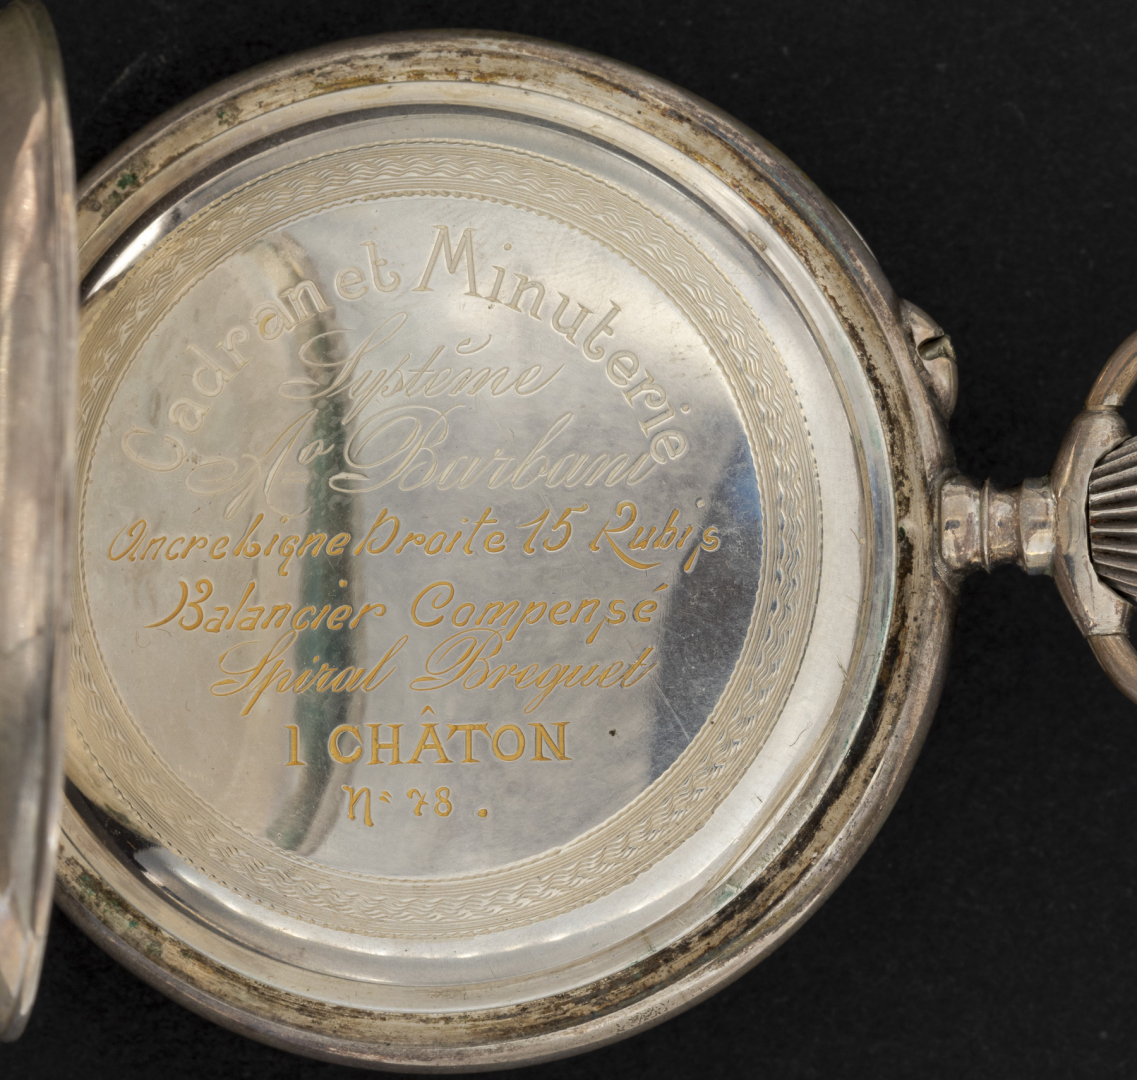 Cadran et Minuterie
Système
Aº Barbani
Ancre Ligne Droite 15 Rubis
Balancier Compensé
Spiral Breguet
1 CHÂTON
Nº 78.